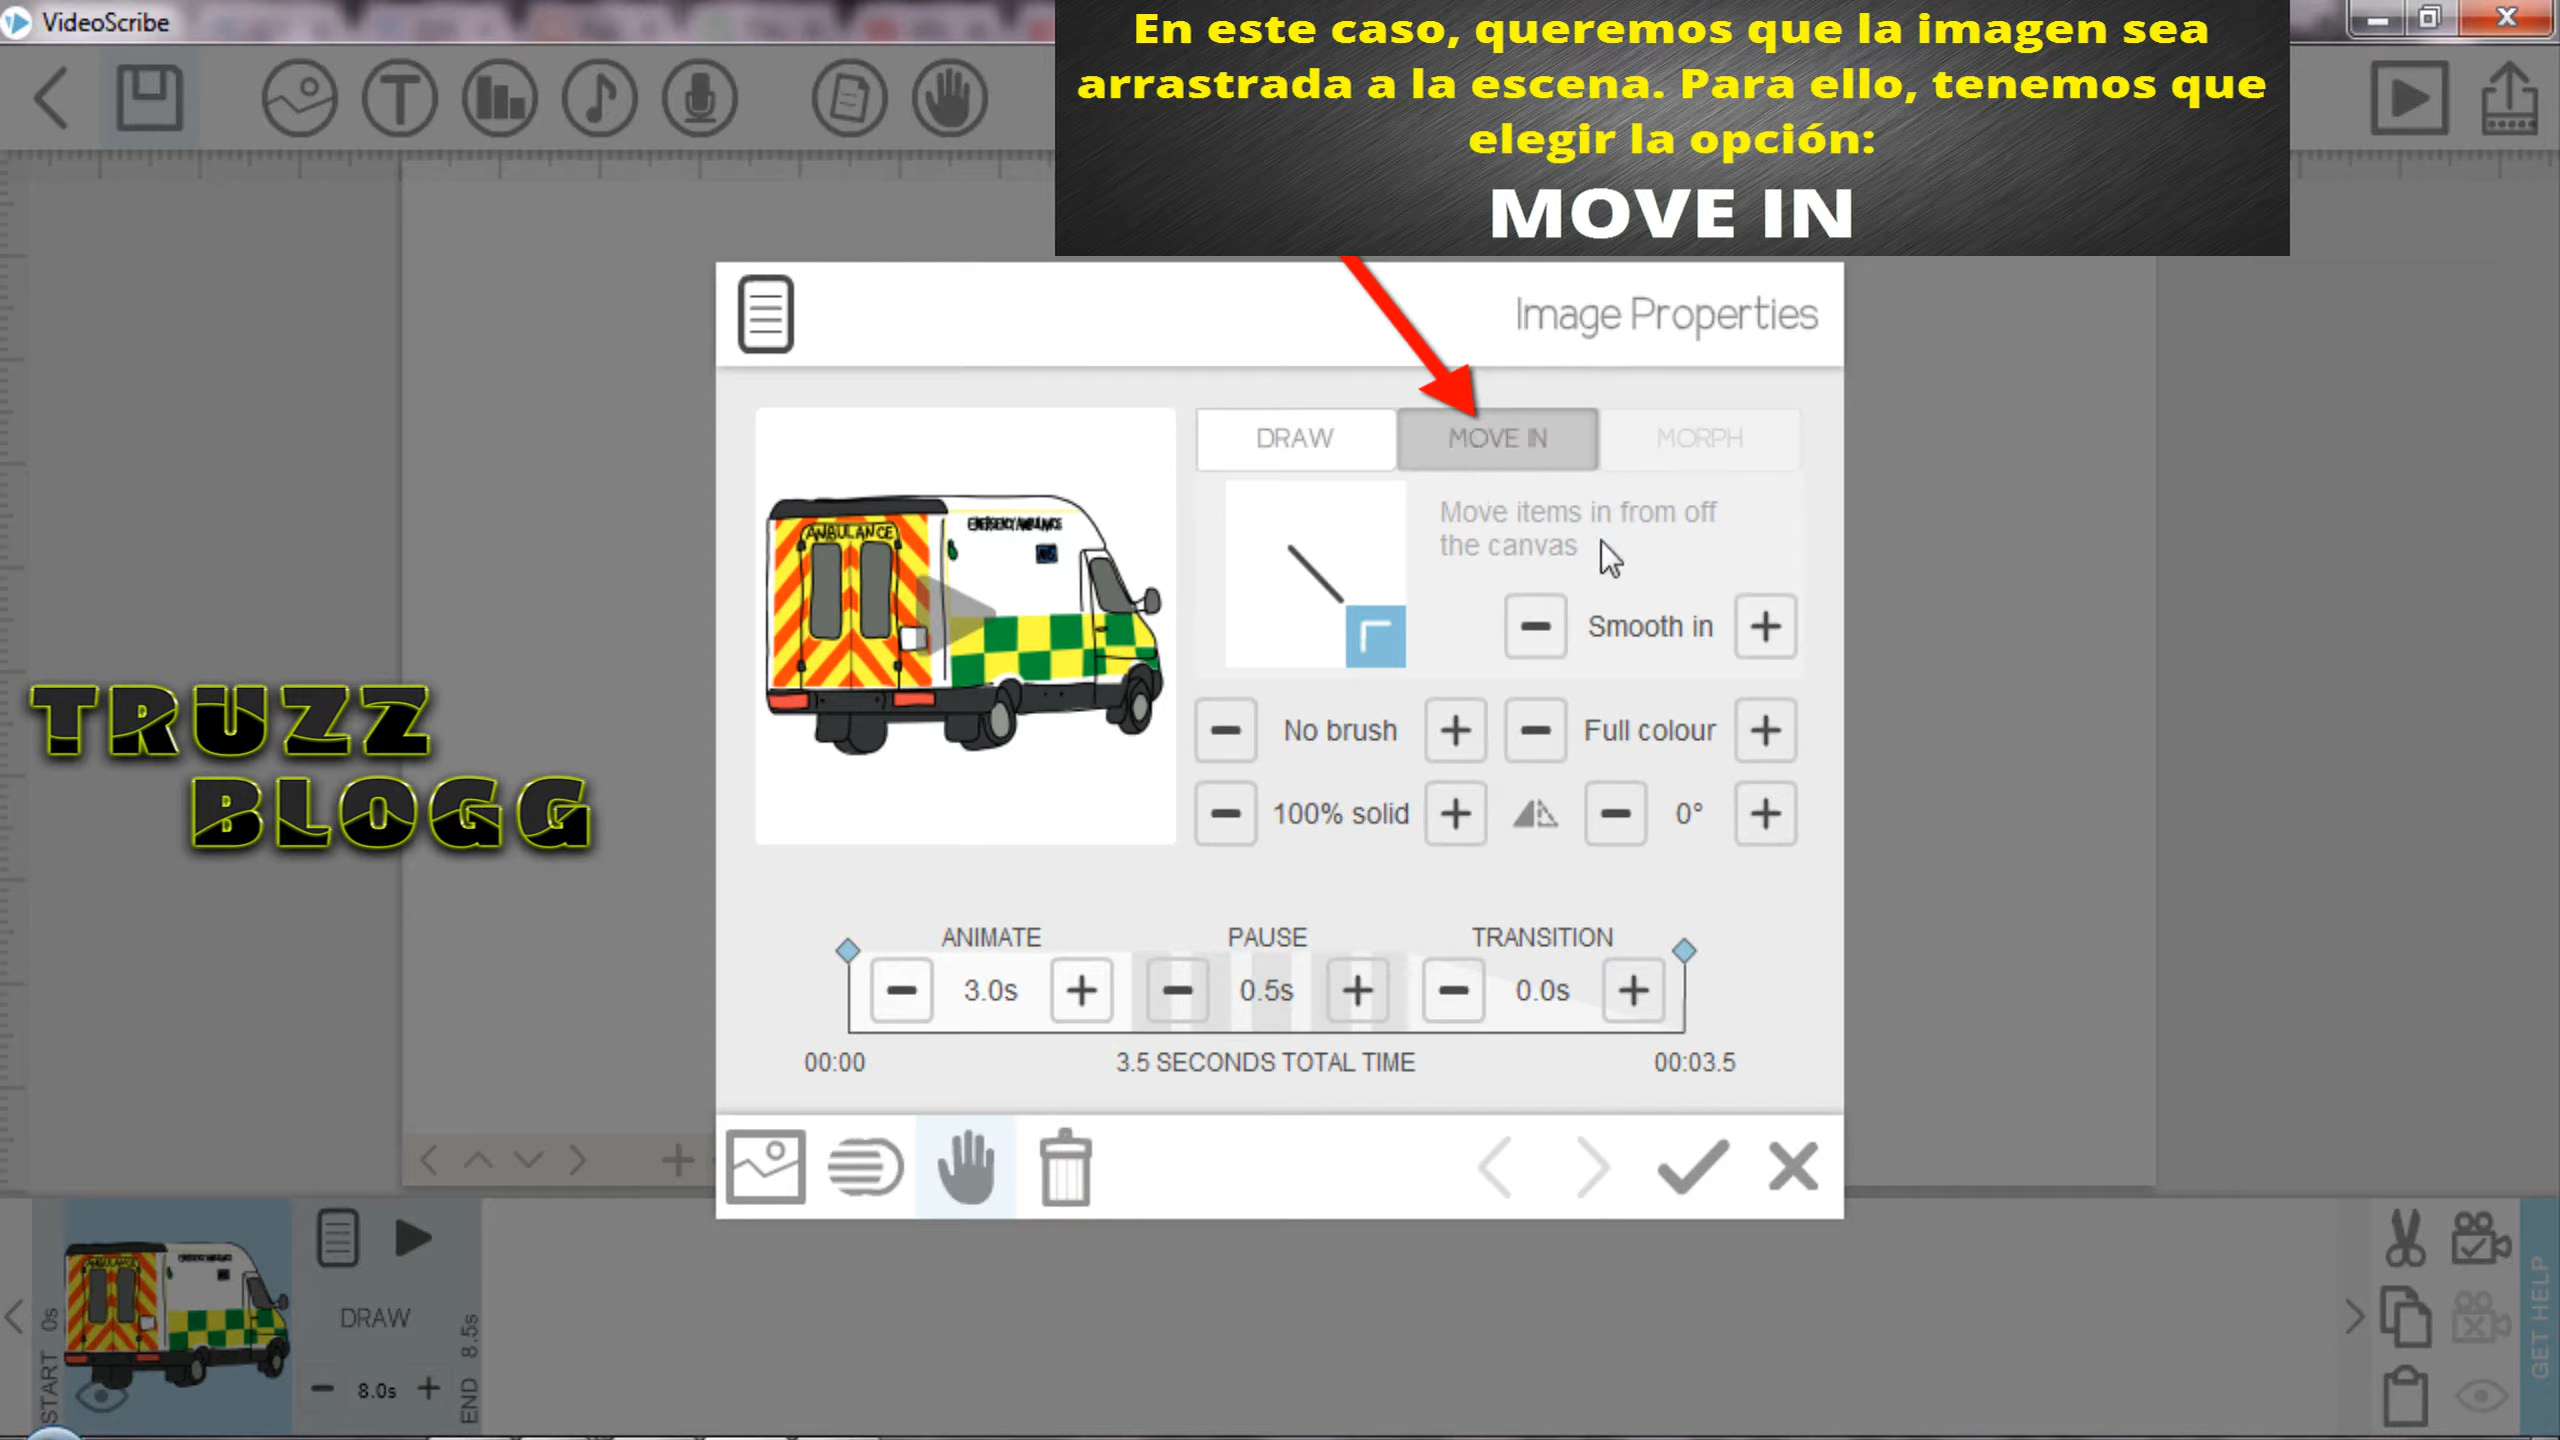 VideoScribe
En este caso, queremos que la imagen sea
arrastrada a la escena. Para ello, tenemos que
elegir la opción:
MOVE IN
Image Properties
DRAW
MOVE IN
MORPH
Move items in from off
the canvas
Smooth in
No brush
Full colour
100% solid
0°
AMBULANCE
TRUZZ
BLOGG
ANIMATE
PAUSE
TRANSITION
3.0s
0.5s
0.0s
00:00
3.5 SECONDS TOTAL TIME
00:03.5
START 0s
DRAW
8.0s
END 8.5s
GET HELP